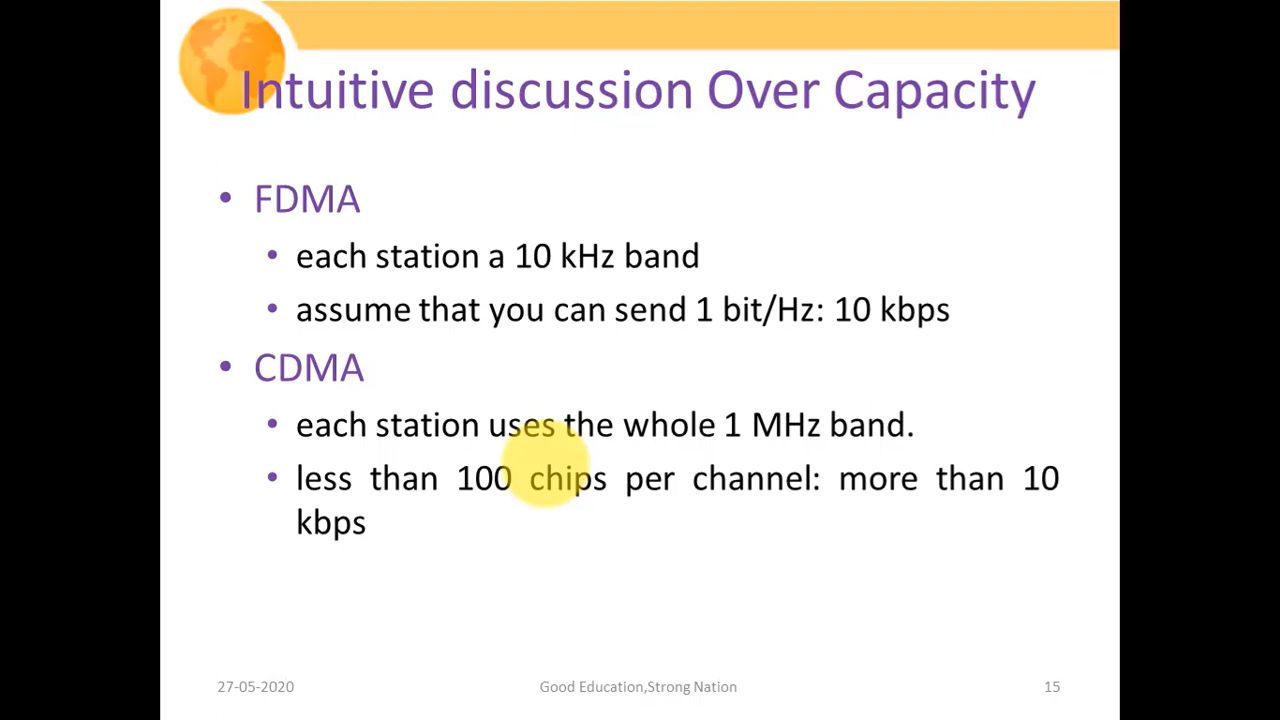 Intuitive discussion Over Capacity
• FDMA
• each station a 10 kHz band
• assume that you can send 1 bit/Hz: 10 kbps
• CDMA
• each station uses the whole 1 MHz band.
• less than 100 chips per channel: more than 10
kbps
27-05-2020 Good Education,Strong Nation 15